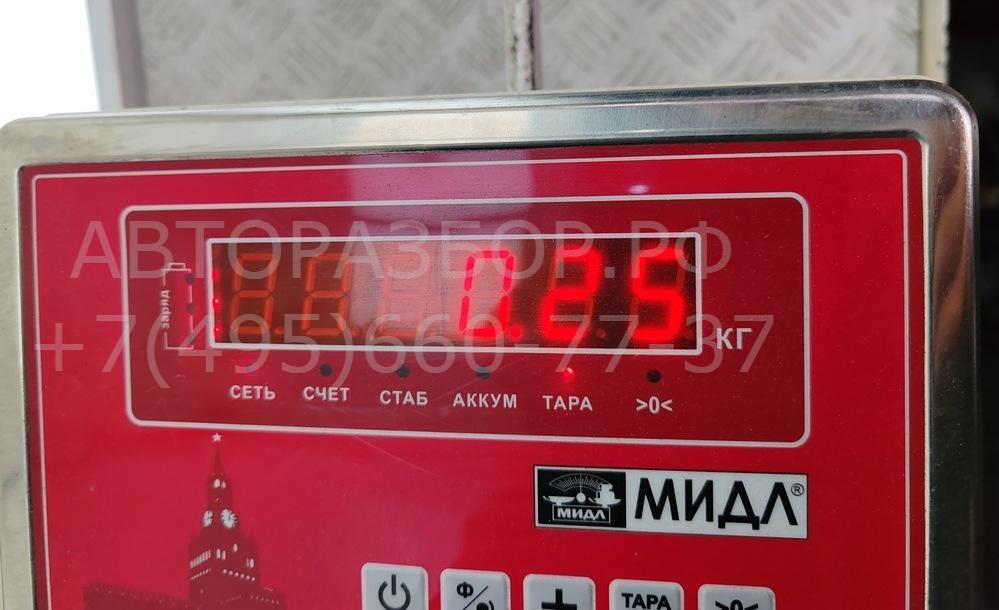 АВТОРАЗБОР.РФ
+7(495)660-77-37
заряд
0.25
КГ
СЕТЬ СЧЕТ СТАБ АККУМ ТАРА >0<
МИДЛ МИДЛ®
Ф/
+ ТАРА >0<